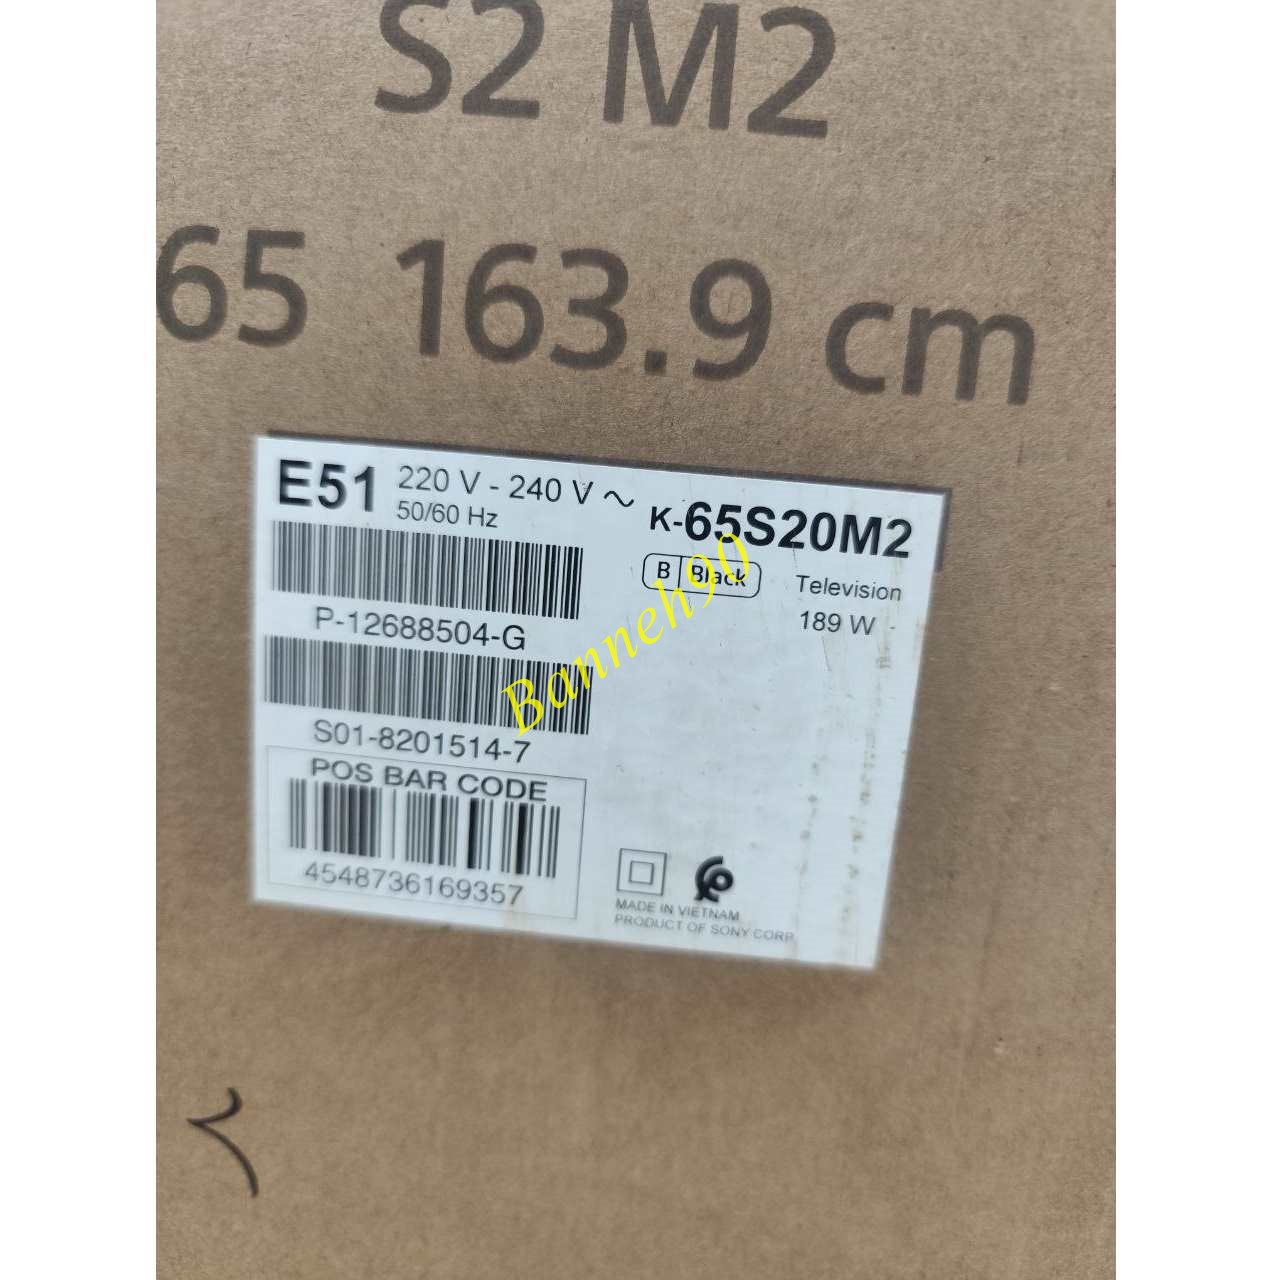 S2 M2
65 163.9 cm
E51 220 V - 240 V ~
50/60 Hz
K-65S20M2
B Black
Television
189 W
P-12688504-G
S01-8201514-7
POS BAR CODE
4548736169357
MADE IN VIETNAM
PRODUCT OF SONY CORP.
Banneh90